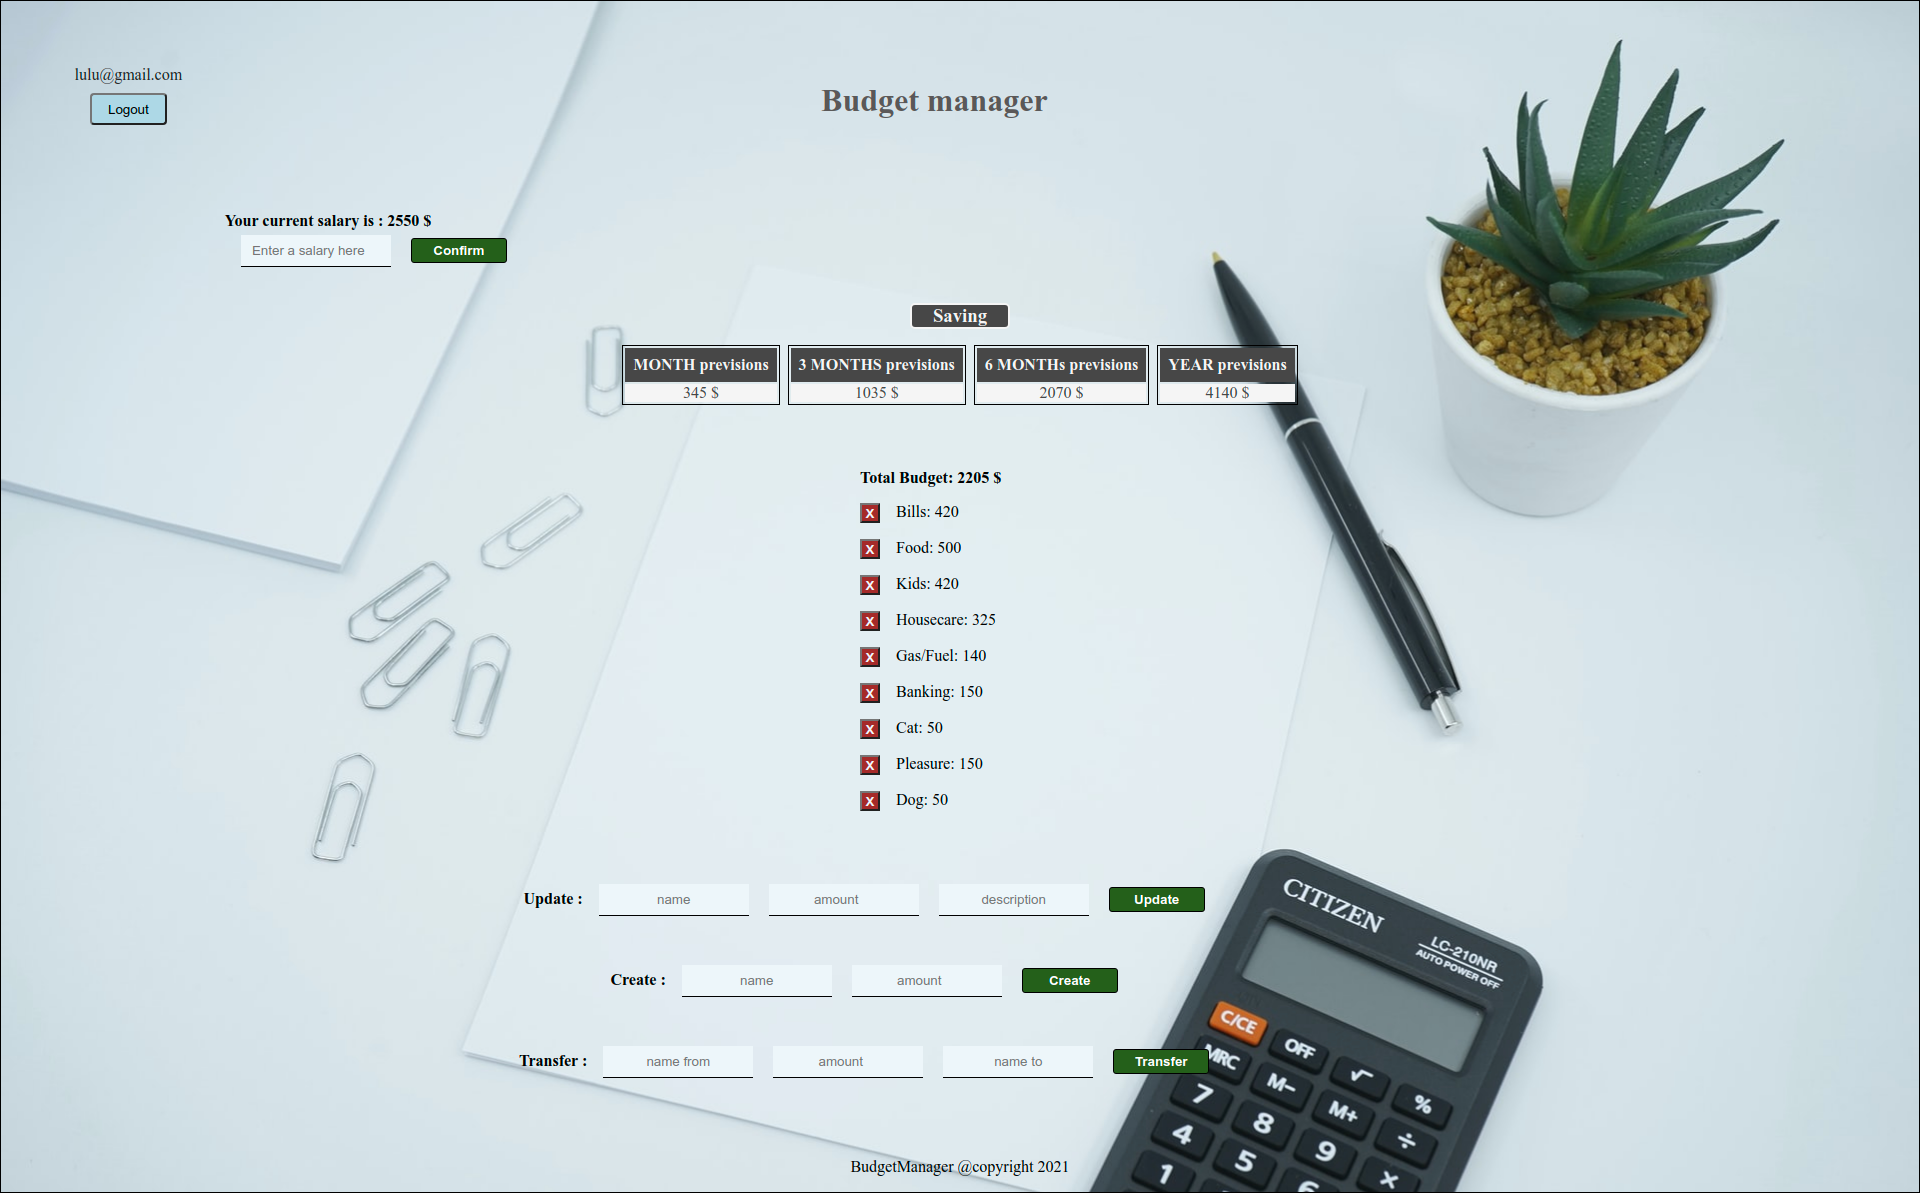 lulu@gmail.com
Logout
Budget manager
Your current salary is : 2550 $
Enter a salary here
Confirm
Saving
MONTH previsions
345 $
3 MONTHS previsions
1035 $
6 MONTHs previsions
2070 $
YEAR previsions
4140 $
Total Budget: 2205 $
X Bills: 420
X Food: 500
X Kids: 420
X Housecare: 325
X Gas/Fuel: 140
X Banking: 150
X Cat: 50
X Pleasure: 150
X Dog: 50
Update : name amount description Update
Create : name amount Create
Transfer : name from amount name to Transfer
CITIZEN
LC-210NR
AUTO POWER OFF
C/CE OFF √ %
MRC M− M+ ÷
7 8 9 ×
4 5 6
1
BudgetManager @copyright 2021